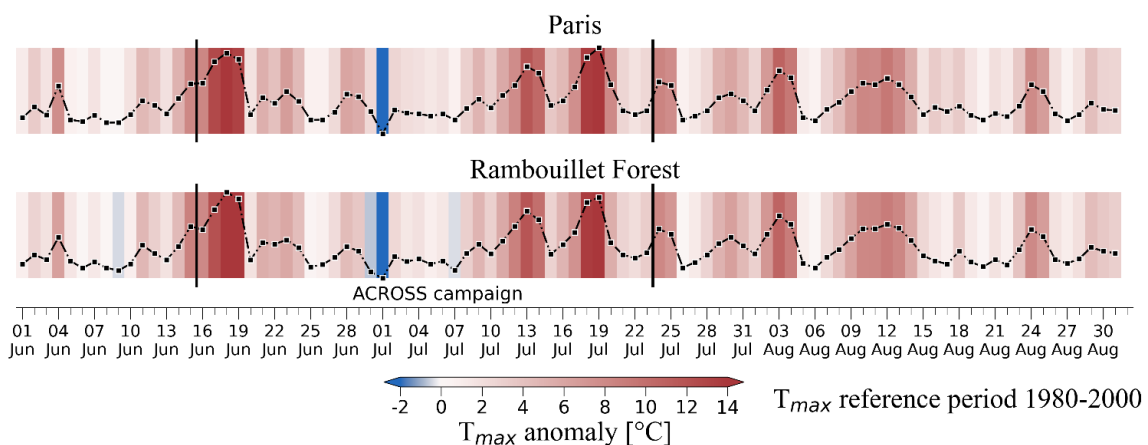 Paris
Rambouillet Forest
ACROSS campaign
01 04 07 10 13 16 19 22 25 28 01 04 07 10 13 16 19 22 25 28 31 03 06 09 12 15 18 21 24 27 30
Jun Jun Jun Jun Jun Jun Jun Jun Jun Jun Jul Jul Jul Jul Jul Jul Jul Jul Jul Jul Jul Aug Aug Aug Aug Aug Aug Aug Aug Aug Aug
-2 0 2 4 6 8 10 12 14
Tmax anomaly [°C]
Tmax reference period 1980-2000